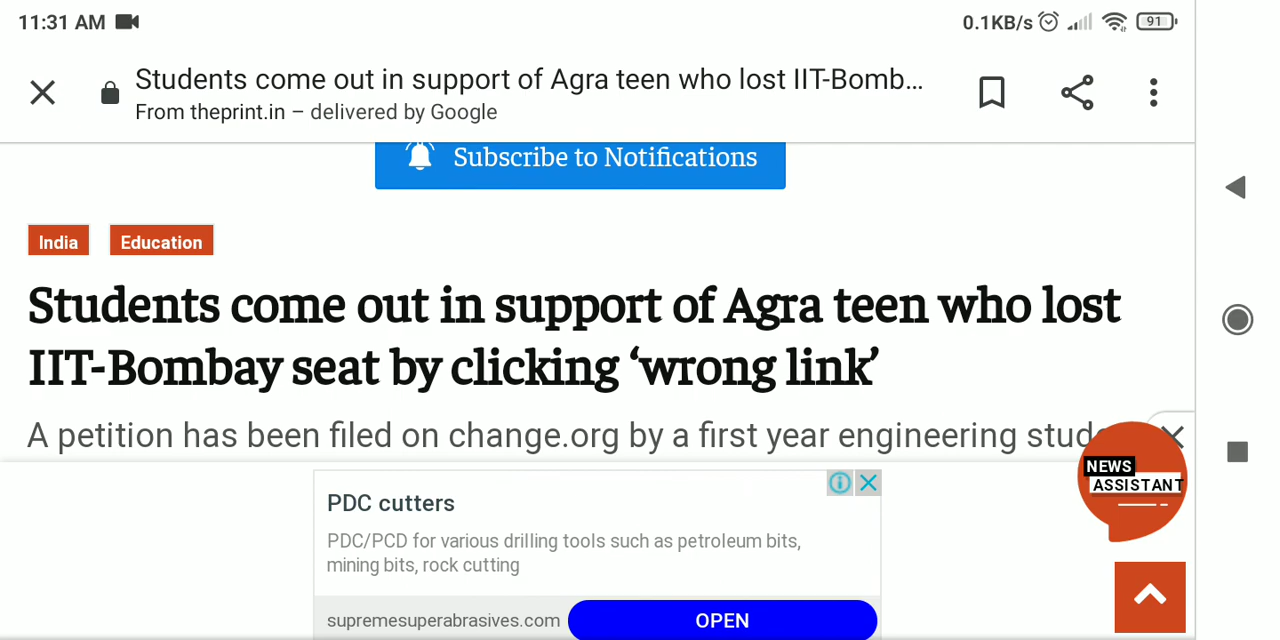 11:31 AM
0.1KB/s
91
Students come out in support of Agra teen who lost IIT-Bomb...
From theprint.in – delivered by Google
Subscribe to Notifications
India
Education
Students come out in support of Agra teen who lost
IIT-Bombay seat by clicking ‘wrong link’
A petition has been filed on change.org by a first year engineering
NEWS
ASSISTANT
PDC cutters
PDC/PCD for various drilling tools such as petroleum bits,
mining bits, rock cutting
supremesuperabrasives.com
OPEN